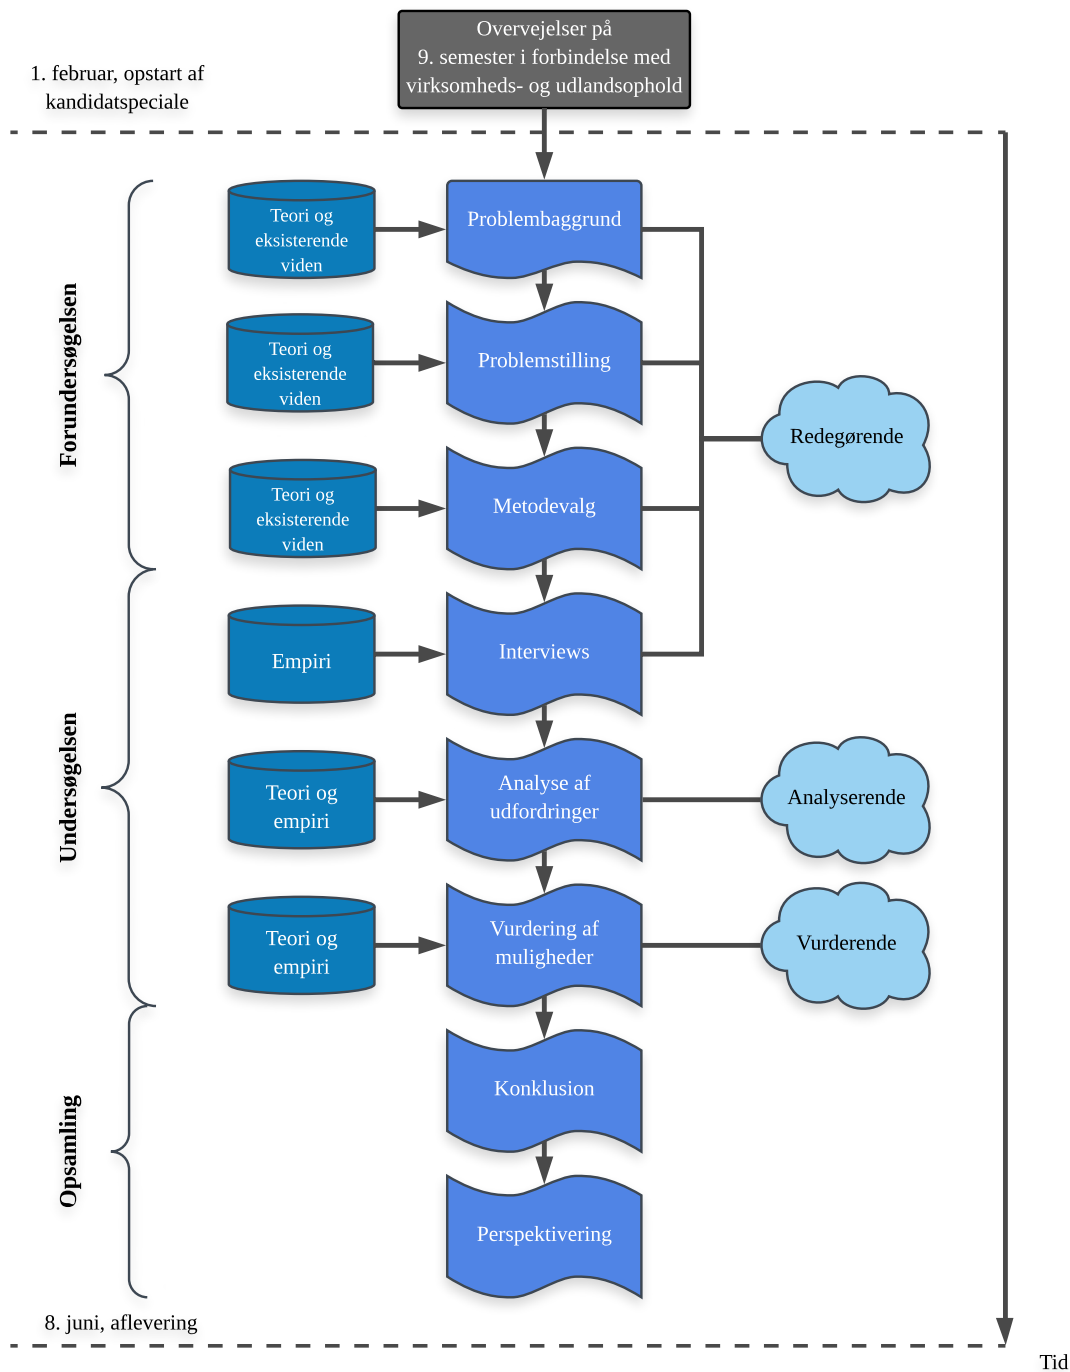 Overvejelser på
9. semester i forbindelse med
virksomheds- og udlandsophold
1. februar, opstart af
kandidatspeciale
Forundersøgelsen
Teori og
eksisterende
viden
Problembaggrund
Teori og
eksisterende
viden
Problemstilling
Redegørende
Teori og
eksisterende
viden
Metodevalg
Undersøgelsen
Empiri
Interviews
Teori og
empiri
Analyse af
udfordringer
Analyserende
Teori og
empiri
Vurdering af
muligheder
Vurderende
Opsamling
Konklusion
Perspektivering
8. juni, aflevering
Tid